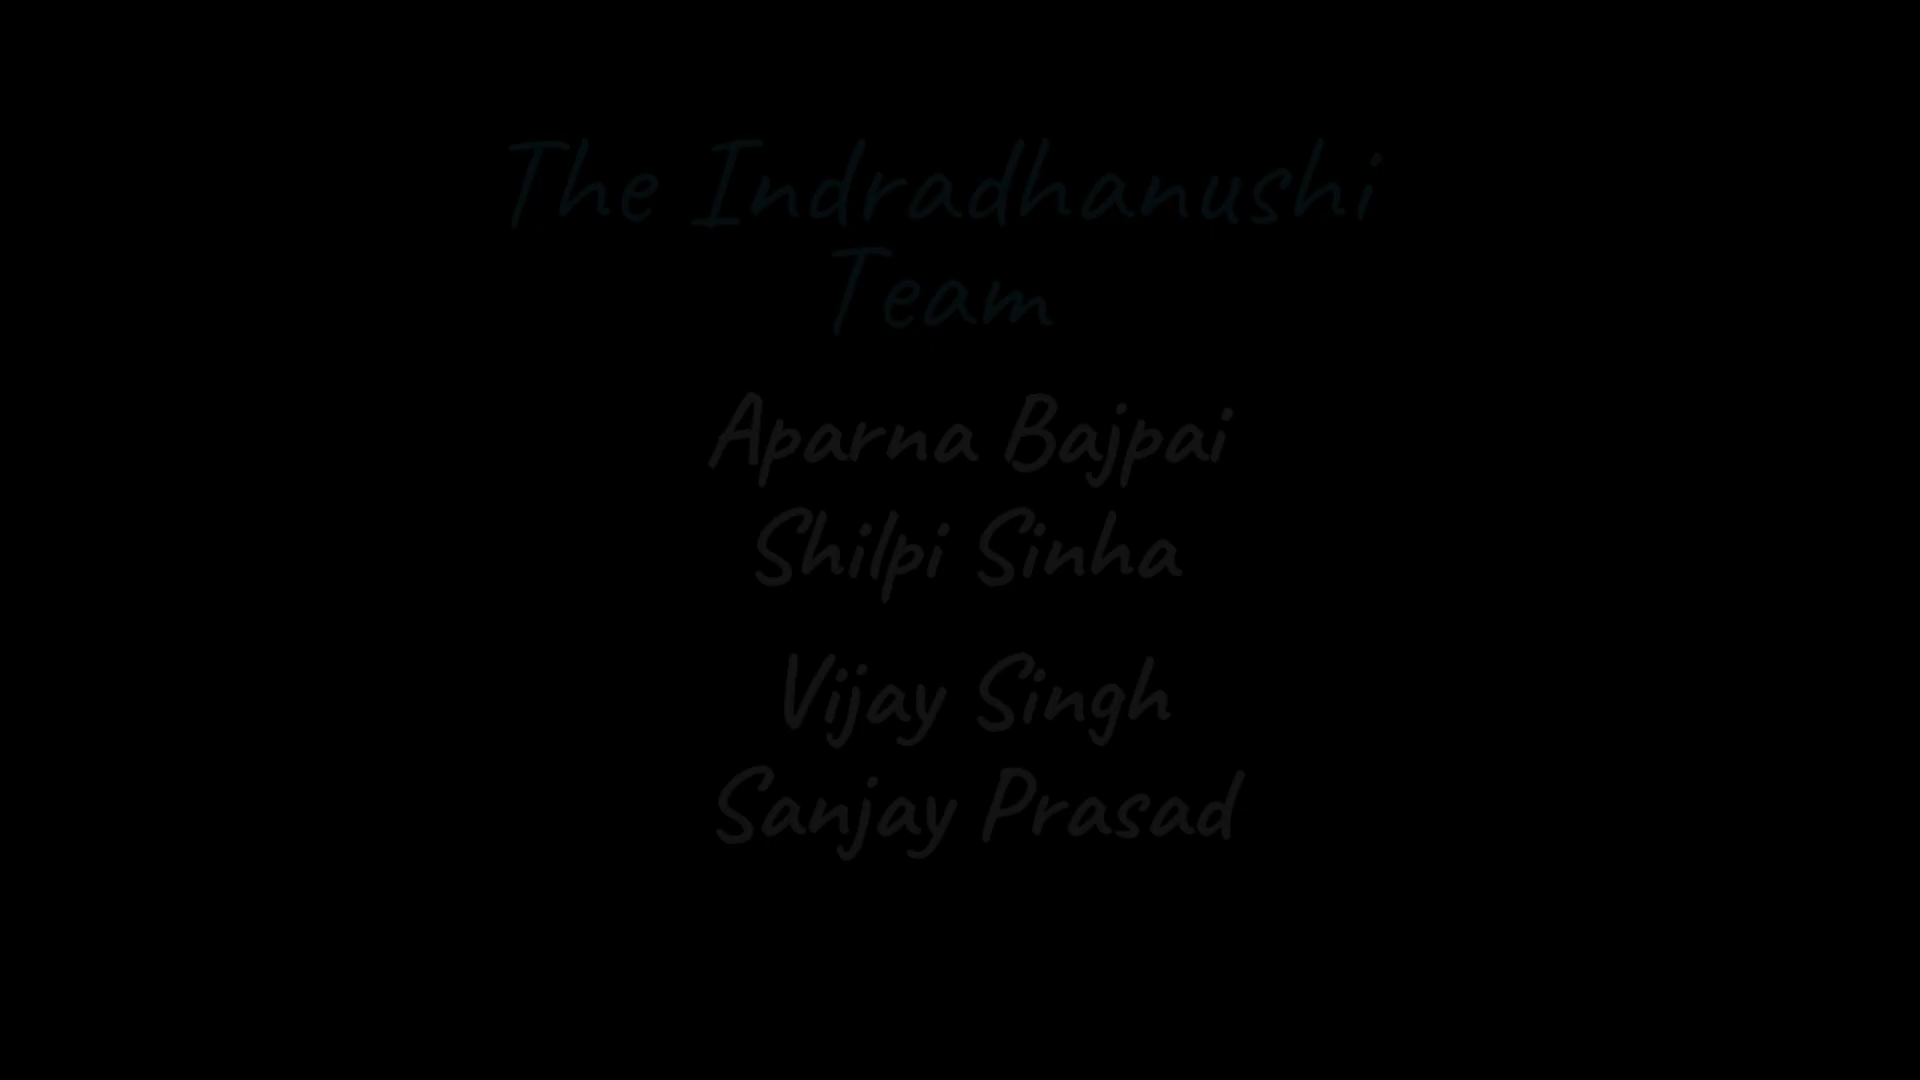 The Indradhanushi
Team
Aparna Bajpai
Shilpi Sinha
Vijay Singh
Sanjay Prasad